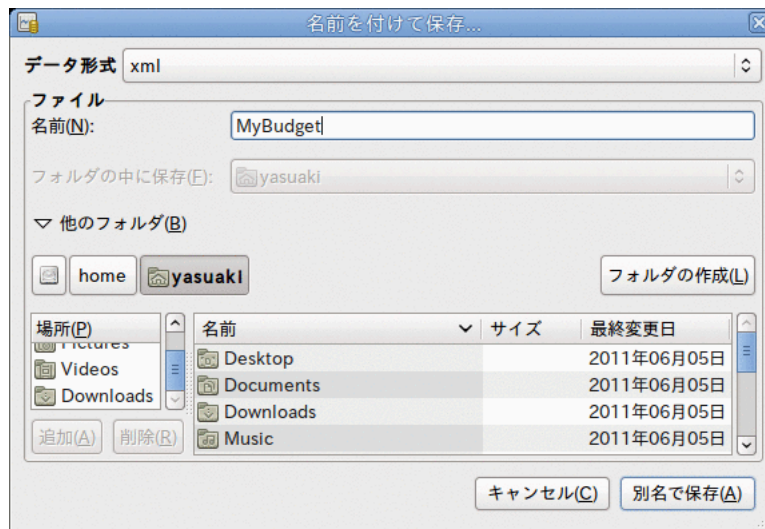 名前を付けて保存...
データ形式 xml
ファイル
名前(N): MyBudget
フォルダの中に保存(F): yasuaki
他のフォルダ(B)
home yasuaki フォルダの作成(L)
場所(P) 名前 サイズ 最終変更日
Pictures
Desktop 2011年06月05日
Videos
Documents 2011年06月05日
Downloads
Downloads 2011年06月05日
追加(A) 削除(R) Music 2011年06月05日
キャンセル(C) 別名で保存(A)